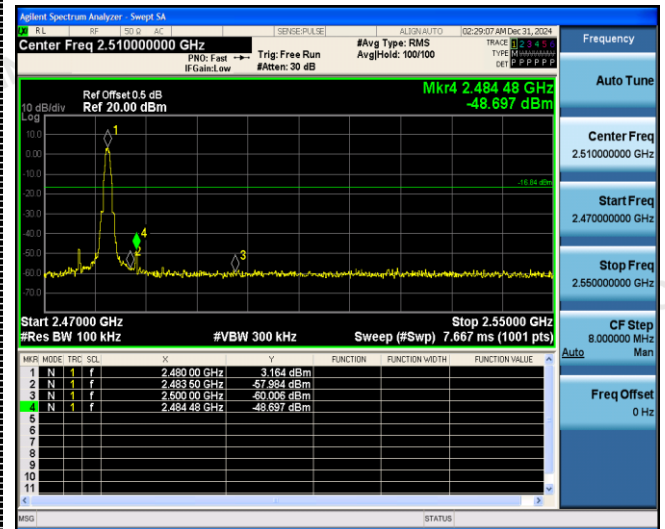 Agilent Spectrum Analyzer - Swept SA
RL RF 50 Ω AC SENSE:PULSE ALIGNAUTO 02:29:07 AM Dec 31, 2024
Center Freq 2.510000000 GHz
PNO: Fast
IFGain:Low
Trig: Free Run
#Atten: 30 dB
#Avg Type: RMS
Avg|Hold: 100/100
TRACE 1 2 3 4 5 6
TYPE M
DET P P P P P P
Frequency
Auto Tune
Center Freq
2.510000000 GHz
Start Freq
2.470000000 GHz
Stop Freq
2.550000000 GHz
CF Step
8.000000 MHz
Auto Man
Freq Offset
0 Hz
Mkr4 2.484 48 GHz
-48.697 dBm
Ref Offset 0.5 dB
10 dB/div Ref 20.00 dBm
Log
10.0
0.00
-10.0
-20.0
-30.0
-40.0
-50.0
-60.0
-70.0
1
4
2
3
-16.84 dBm
Start 2.47000 GHz Stop 2.55000 GHz
#Res BW 100 kHz #VBW 300 kHz Sweep (#Swp) 7.667 ms (1001 pts)
MKR MODE TRC SCL X Y FUNCTION FUNCTION WIDTH FUNCTION VALUE
1 N 1 f 2.480 00 GHz 3.164 dBm
2 N 1 f 2.483 50 GHz -57.984 dBm
3 N 1 f 2.500 00 GHz -60.006 dBm
4 N 1 f 2.484 48 GHz -48.697 dBm
5
6
7
8
9
10
11
MSG STATUS